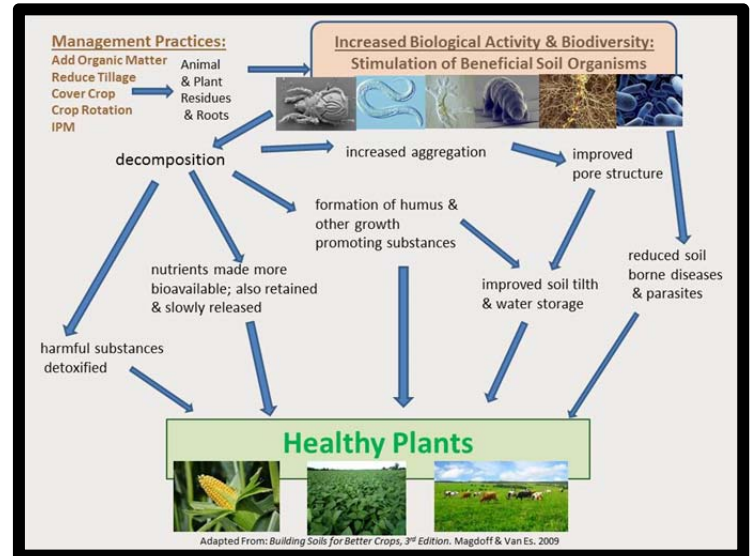 Management Practices:
Add Organic Matter
Reduce Tillage
Cover Crop
Crop Rotation
IPM
Animal
& Plant
Residues
& Roots
Increased Biological Activity & Biodiversity:
Stimulation of Beneficial Soil Organisms
decomposition
increased aggregation
improved
pore structure
formation of humus &
other growth
promoting substances
nutrients made more
bioavailable; also retained
& slowly released
improved soil tilth
& water storage
reduced soil
borne diseases
& parasites
harmful substances
detoxified
Healthy Plants
Adapted From: Building Soils for Better Crops, 3rd Edition. Magdoff & Van Es. 2009